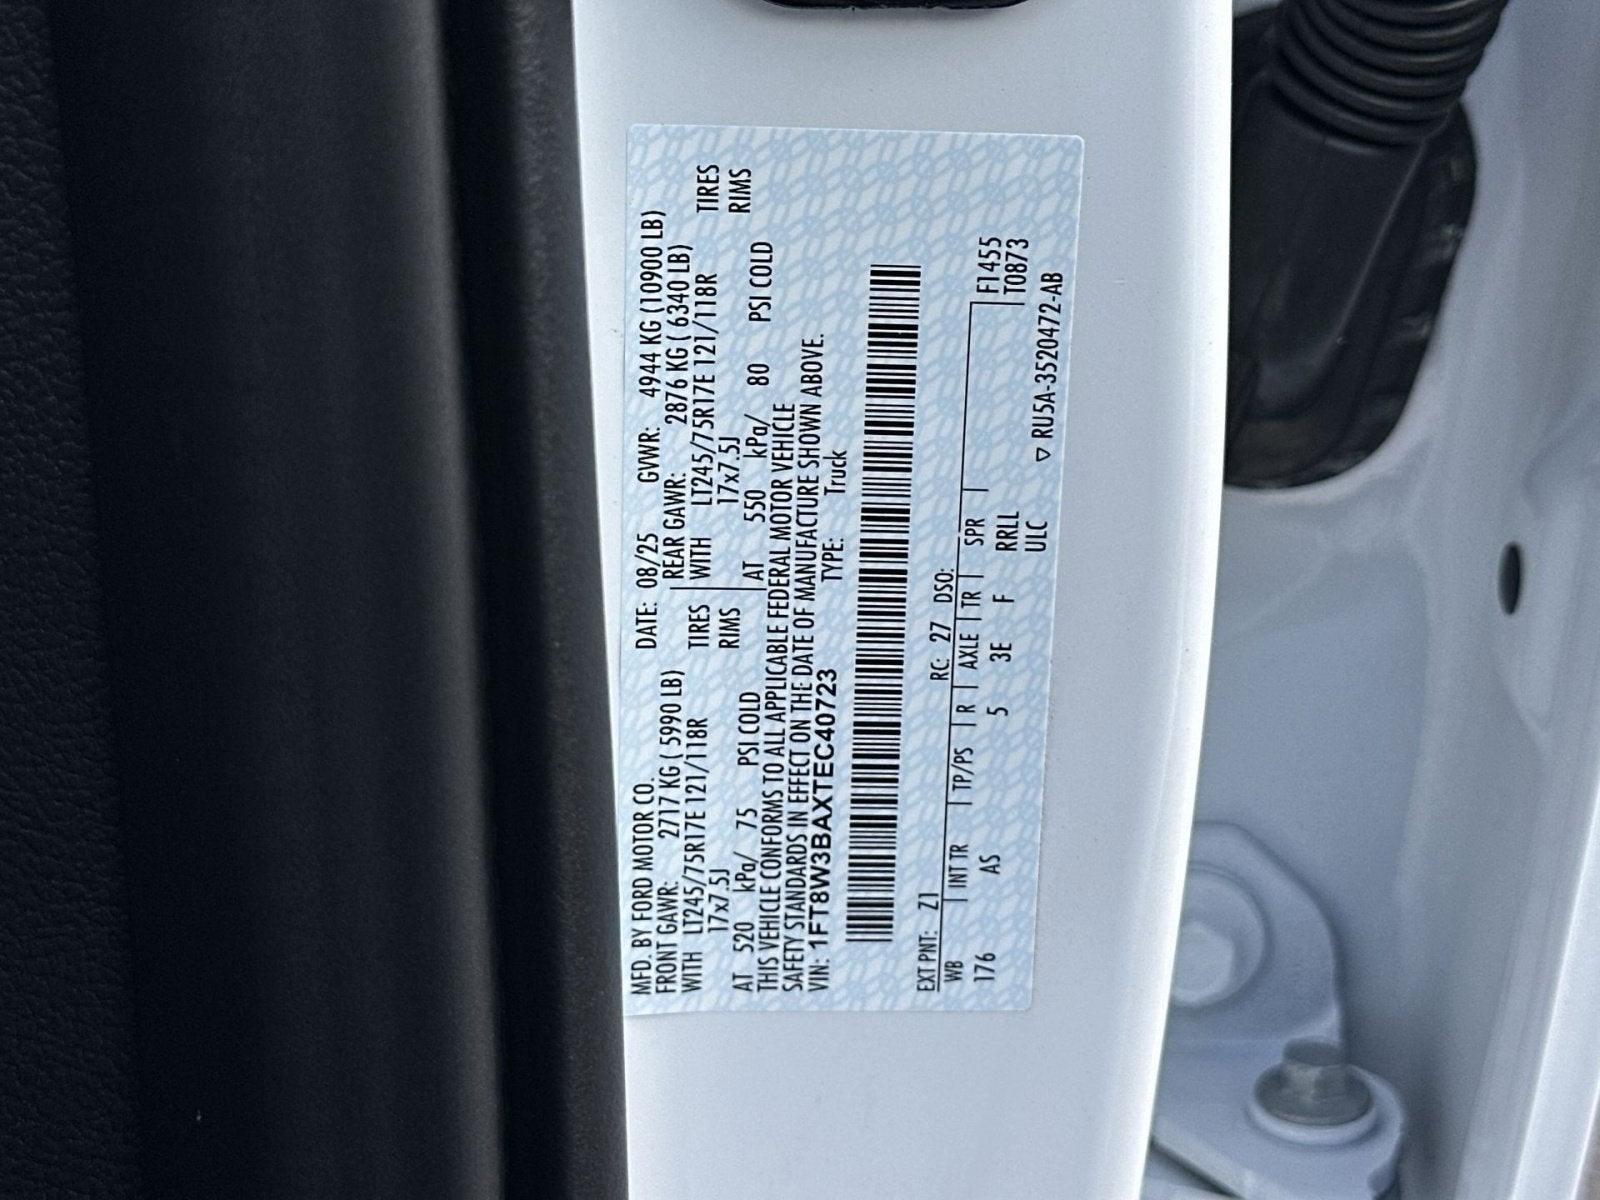 MFD. BY FORD MOTOR CO.
DATE: 08/25 GVWR: 4944 KG (10900 LB)
FRONT GAWR: 2717 KG ( 5990 LB) REAR GAWR: 2876 KG ( 6340 LB)
WITH LT245/75R17E 121/118R TIRES WITH LT245/75R17E 121/118R TIRES
17x7.5J RIMS 17x7.5J RIMS
AT 520 kPa/ 75 PSI COLD AT 550 kPa/ 80 PSI COLD
THIS VEHICLE CONFORMS TO ALL APPLICABLE FEDERAL MOTOR VEHICLE
SAFETY STANDARDS IN EFFECT ON THE DATE OF MANUFACTURE SHOWN ABOVE.
VIN: 1FT8W3BAXTEC40723 TYPE: Truck
EXT PNT: Z1 RC: 27 DSO:
WB INT TR TP/PS R AXLE TR SPR F1455
176 AS 5 3E F RRLL T0873
ULC ▽ RU5A-3520472-AB